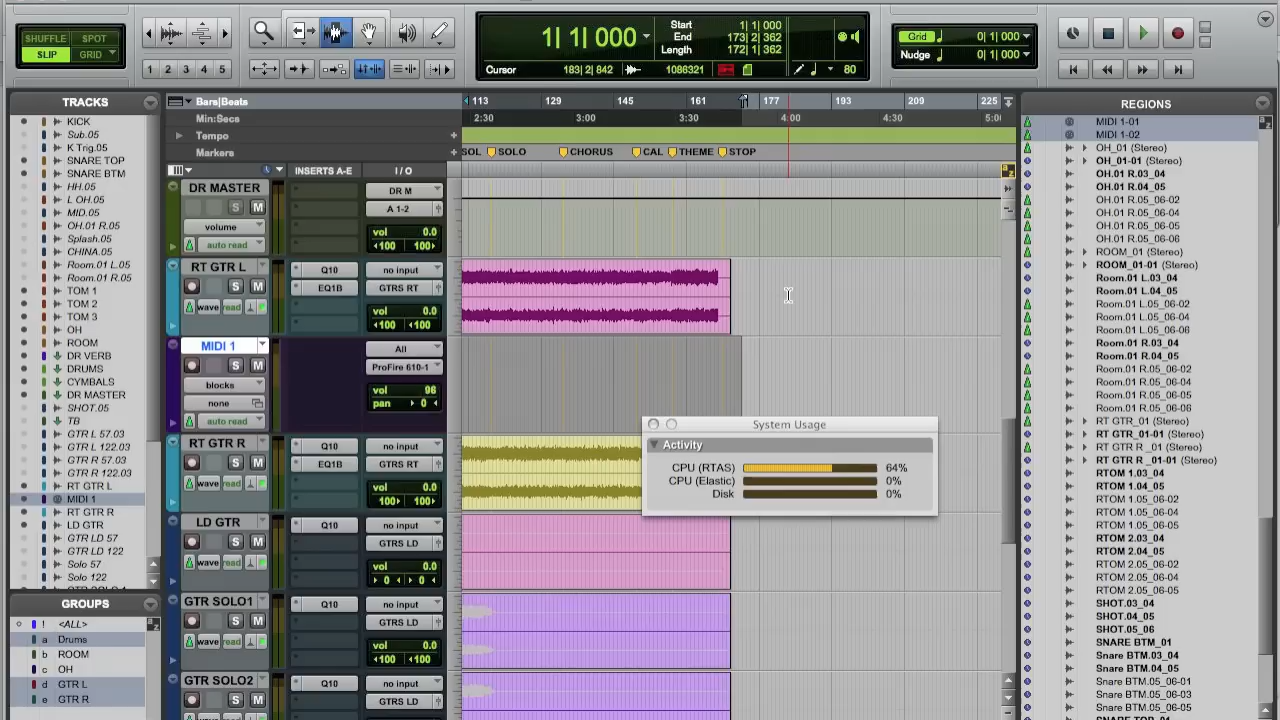 SHUFFLE SPOT
SLIP GRID
1 2 3 4 5
1| 1| 000
Start 1| 1| 000
End 173| 2| 362
Length 172| 1| 362
Cursor 183| 2| 842 1086321 80
Grid 0| 1| 000
Nudge 0| 1| 000
TRACKS
KICK
Sub.05
K Trig.05
SNARE TOP
SNARE BTM
HH.05
L OH.05
MID.05
OH.01 R.05
Splash.05
CHINA.05
Room.01 L.05
Room.01 R.05
TOM 1
TOM 2
TOM 3
OH
ROOM
DR VERB
DRUMS
CYMBALS
DR MASTER
SHOT.05
TB
GTR L 57.03
GTR L 122.03
GTR R 57.03
GTR R 122.03
RT GTR L
MIDI 1
RT GTR R
LD GTR
GTR LD 57
GTR LD 122
Solo 57
Solo 122
GROUPS
! <ALL>
a Drums
b ROOM
c OH
d GTR L
e GTR R
Bars|Beats
Min:Secs
Tempo
Markers
113 129 145 161 177 193 209 225
2:30 3:00 3:30 4:00 4:30 5:0
SOL SOLO CHORUS CAL THEME STOP
INSERTS A-E I / O
DR MASTER
S M
volume
auto read
DR M
A 1-2
vol 0.0
100 100
RT GTR L
S M
wave read
Q10
EQ1B
no input
GTRS RT
vol 0.0
100 100
MIDI 1
S M
blocks
none
auto read
All
ProFire 610-1
vol 96
pan 0
RT GTR R
S M
wave read
Q10
EQ1B
no input
GTRS RT
vol 0.0
100 100
LD GTR
S M
wave read
Q10
no input
GTRS LD
vol 0.0
0 0
GTR SOLO1
S M
wave read
Q10
no input
GTRS LD
vol 0.0
100 100
GTR SOLO2
S M
Q10
no input
GTRS LD
System Usage
Activity
CPU (RTAS) 64%
CPU (Elastic) 0%
Disk 0%
REGIONS
MIDI 1-01
MIDI 1-02
OH_01 (Stereo)
OH_01-01 (Stereo)
OH.01 R.03_04
OH.01 R.04_05
OH.01 R.05_06-02
OH.01 R.05_06-04
OH.01 R.05_06-05
OH.01 R.05_06-06
ROOM_01 (Stereo)
ROOM_01-01 (Stereo)
Room.01 L.03_04
Room.01 L.04_05
Room.01 L.05_06-02
Room.01 L.05_06-04
Room.01 L.05_06-06
Room.01 R.03_04
Room.01 R.04_05
Room.01 R.05_06-02
Room.01 R.05_06-04
Room.01 R.05_06-05
Room.01 R.05_06-06
RT GTR_01 (Stereo)
RT GTR_01-01 (Stereo)
RT GTR R _01 (Stereo)
RT GTR R _01-01 (Stereo)
RTOM 1.03_04
RTOM 1.04_05
RTOM 1.05_06-02
RTOM 1.05_06-04
RTOM 1.05_06-05
RTOM 2.03_04
RTOM 2.04_05
RTOM 2.05_06-02
RTOM 2.05_06-04
RTOM 2.05_06-05
SHOT.03_04
SHOT.04_05
SHOT.05_06
SNARE BTM_01
Snare BTM.03_04
Snare BTM.04_05
Snare BTM.05_06-01
Snare BTM.05_06-03
Snare BTM.05_06-05